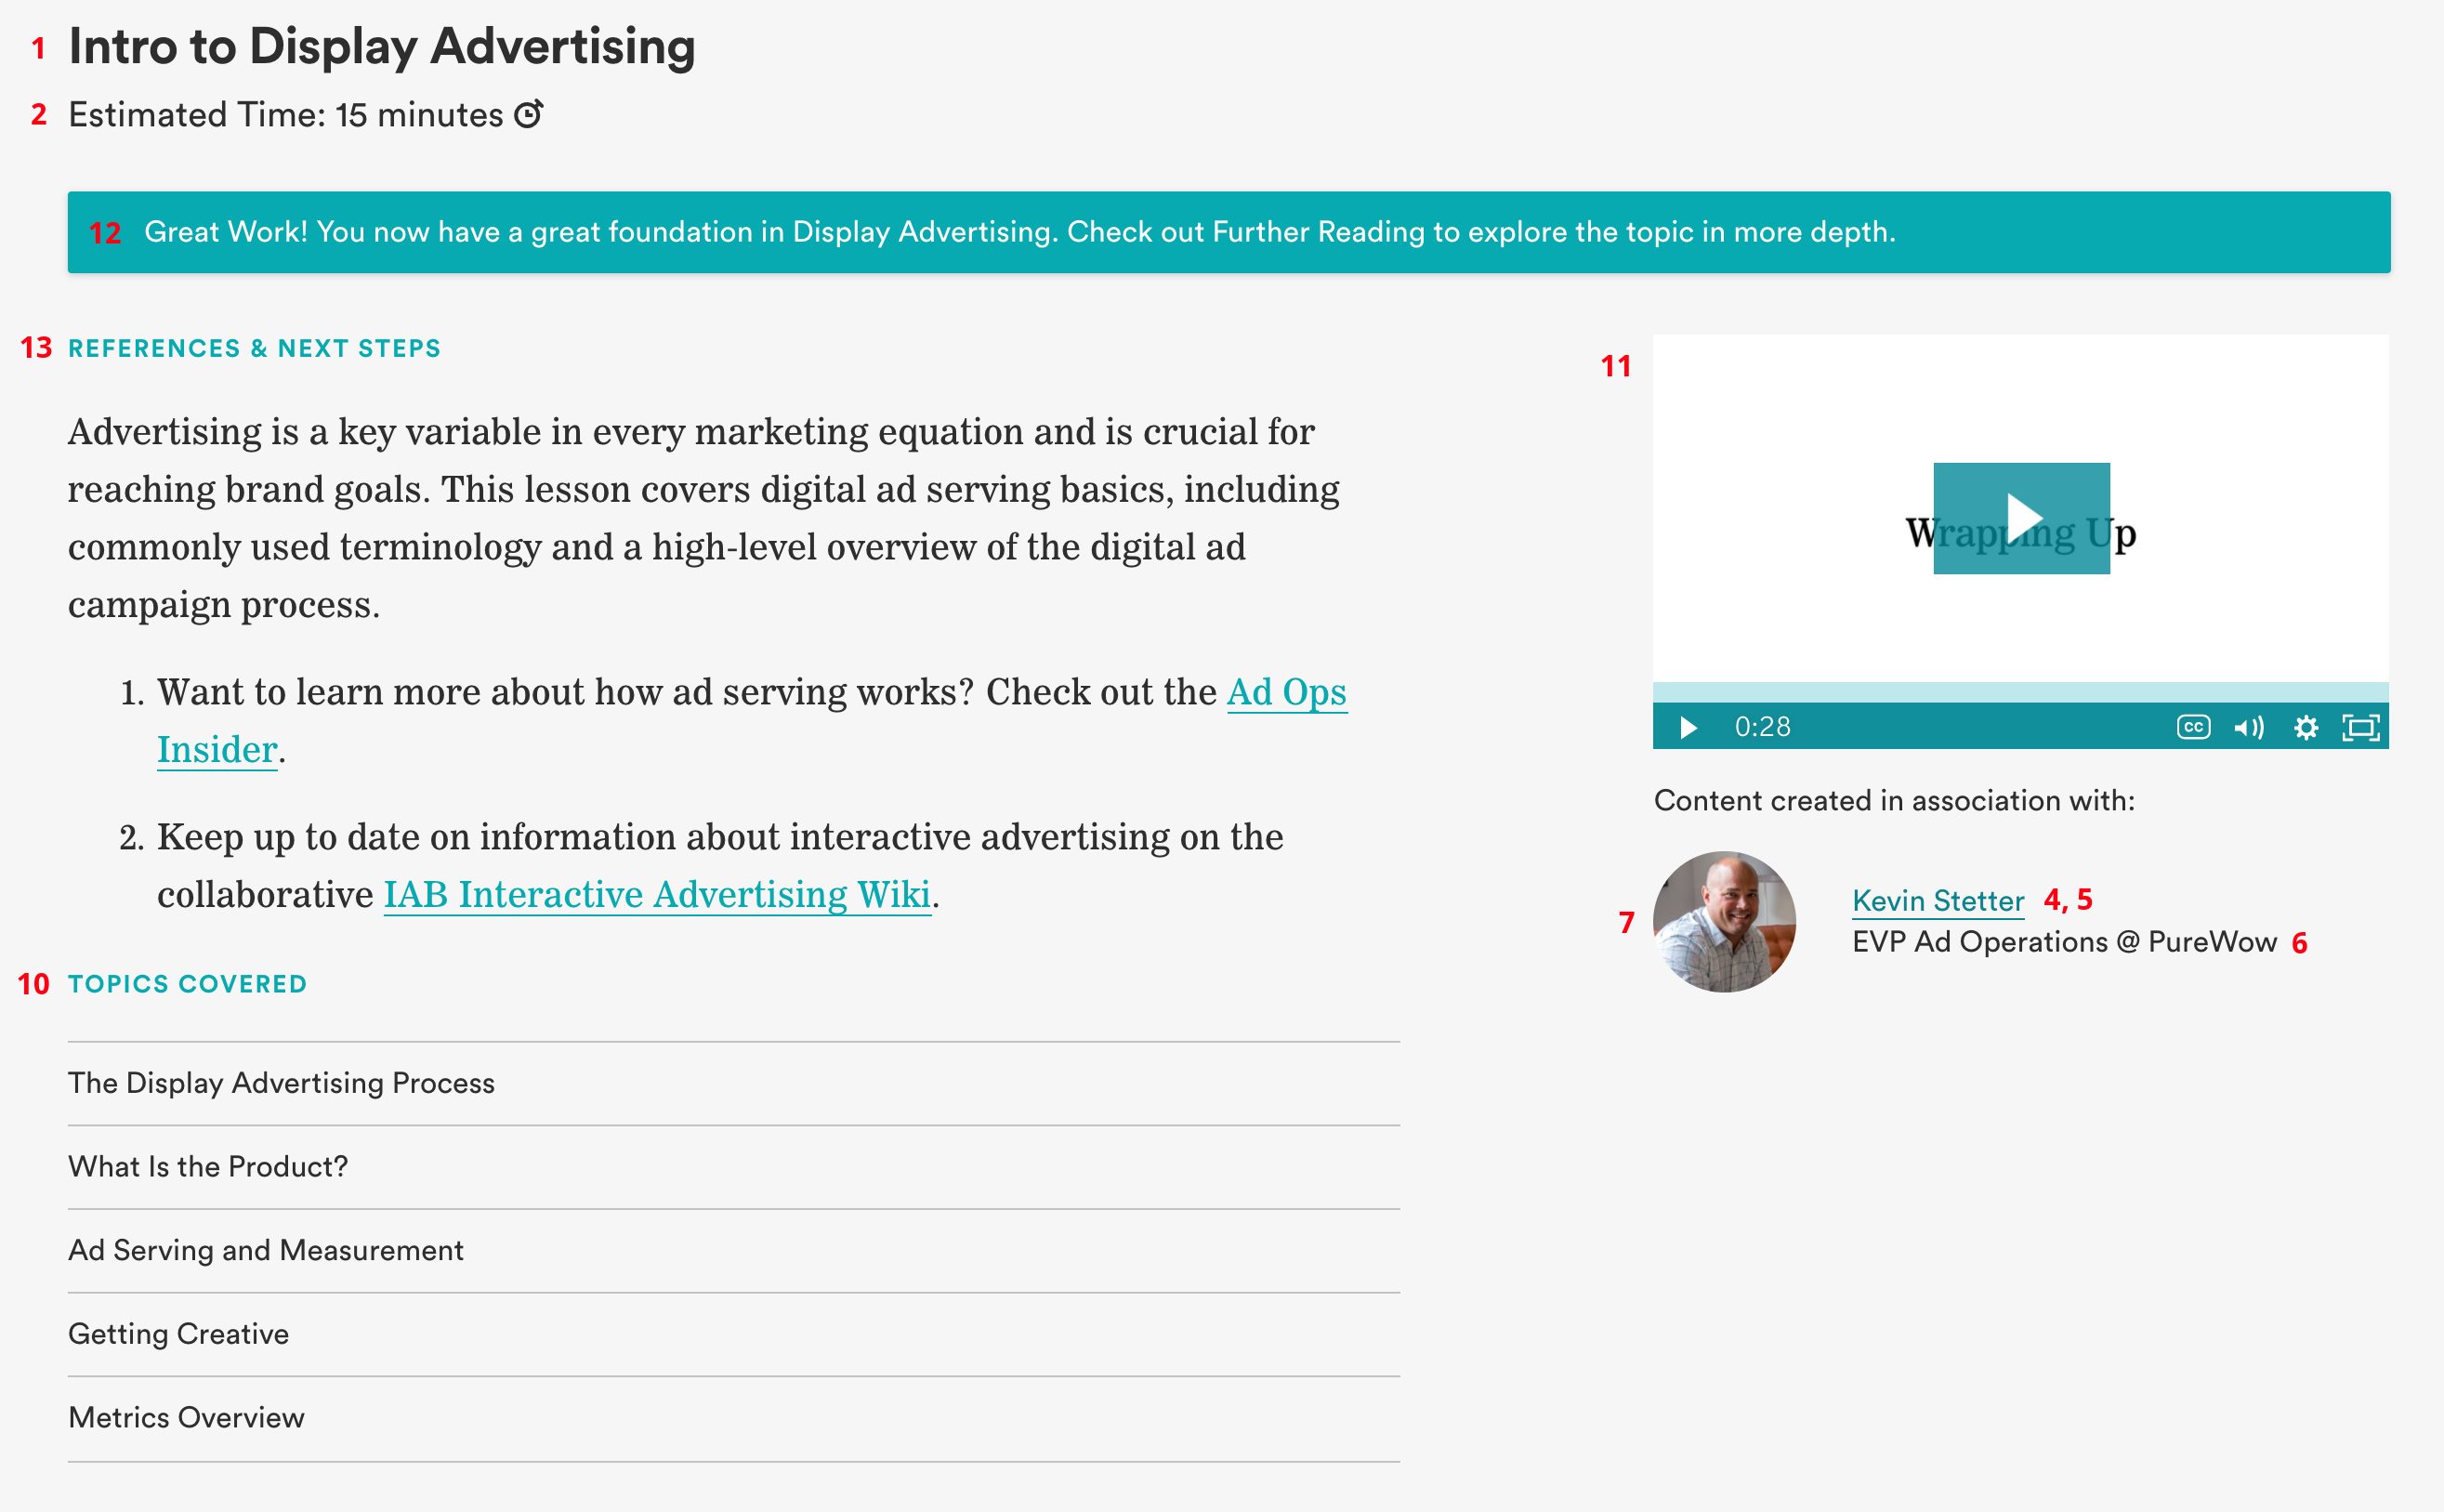 1 Intro to Display Advertising
2 Estimated Time: 15 minutes
12 Great Work! You now have a great foundation in Display Advertising. Check out Further Reading to explore the topic in more depth.
13 REFERENCES & NEXT STEPS
Advertising is a key variable in every marketing equation and is crucial for
reaching brand goals. This lesson covers digital ad serving basics, including
commonly used terminology and a high-level overview of the digital ad
campaign process.
1. Want to learn more about how ad serving works? Check out the Ad Ops
Insider.
2. Keep up to date on information about interactive advertising on the
collaborative IAB Interactive Advertising Wiki.
10 TOPICS COVERED
The Display Advertising Process
What Is the Product?
Ad Serving and Measurement
Getting Creative
Metrics Overview
11
Wrapping Up
0:28 CC
Content created in association with:
7
Kevin Stetter 4, 5
EVP Ad Operations @ PureWow 6